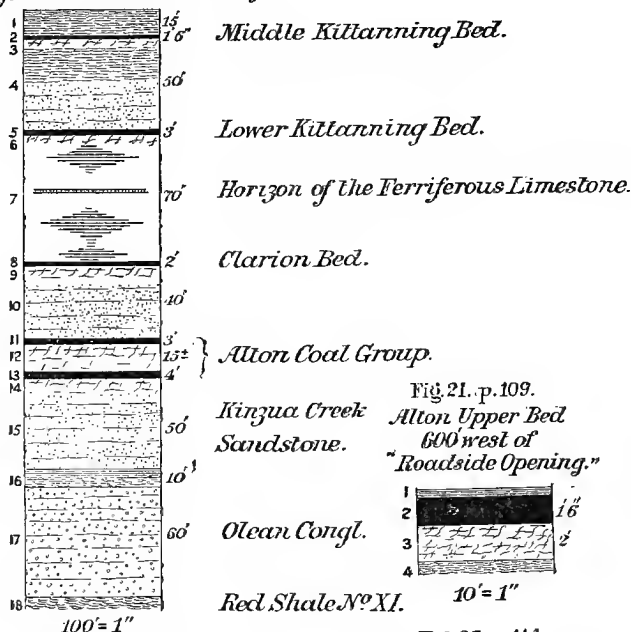 1 15'
2 1'6" Middle Kittanning Bed.
3
4 50'
5 3' Lower Kittanning Bed.
6
7 70' Horizon of the Ferriferous Limestone.
8 2' Clarion Bed.
9
10 40'
11 3'
12 15± } Alton Coal Group.
13 4'
14
15 50' Kinzua Creek
Sandstone.
16 10'
17 60' Olean Congl.
18 Red Shale No XI.
100'=1"
Fig. 21. p. 109.
Alton Upper Bed
600' west of
"Roadside Opening."
1
2 1'6"
3 2'
4
10'=1"